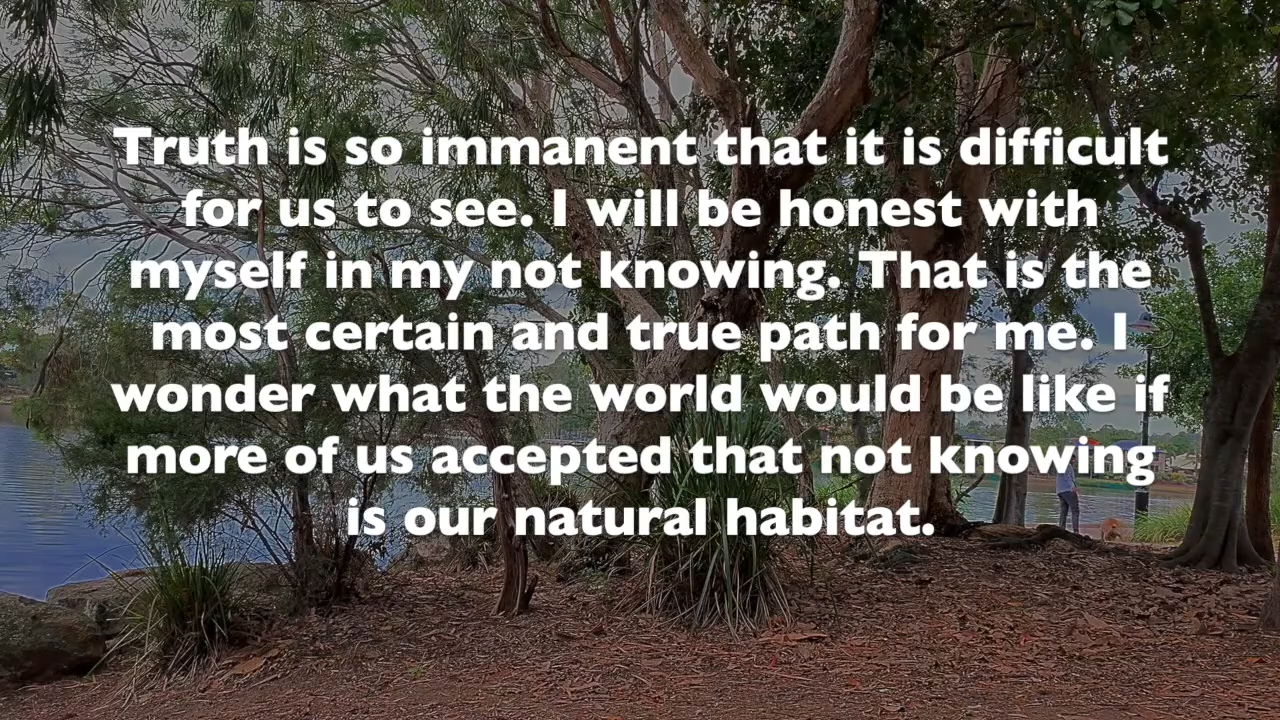 Truth is so immanent that it is difficult
for us to see. I will be honest with
myself in my not knowing. That is the
most certain and true path for me. I
wonder what the world would be like if
more of us accepted that not knowing
is our natural habitat.